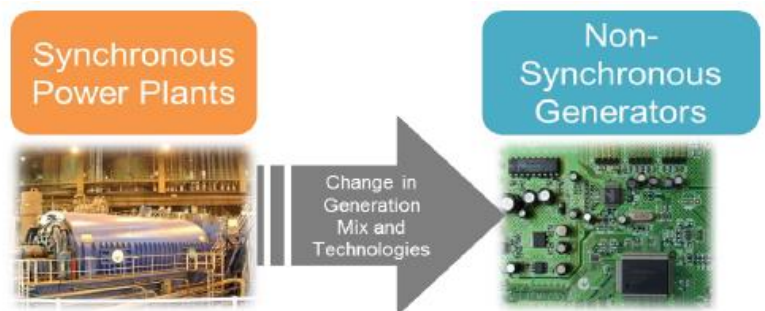 Synchronous
Power Plants
Non-
Synchronous
Generators
Change in
Generation
Mix and
Technologies